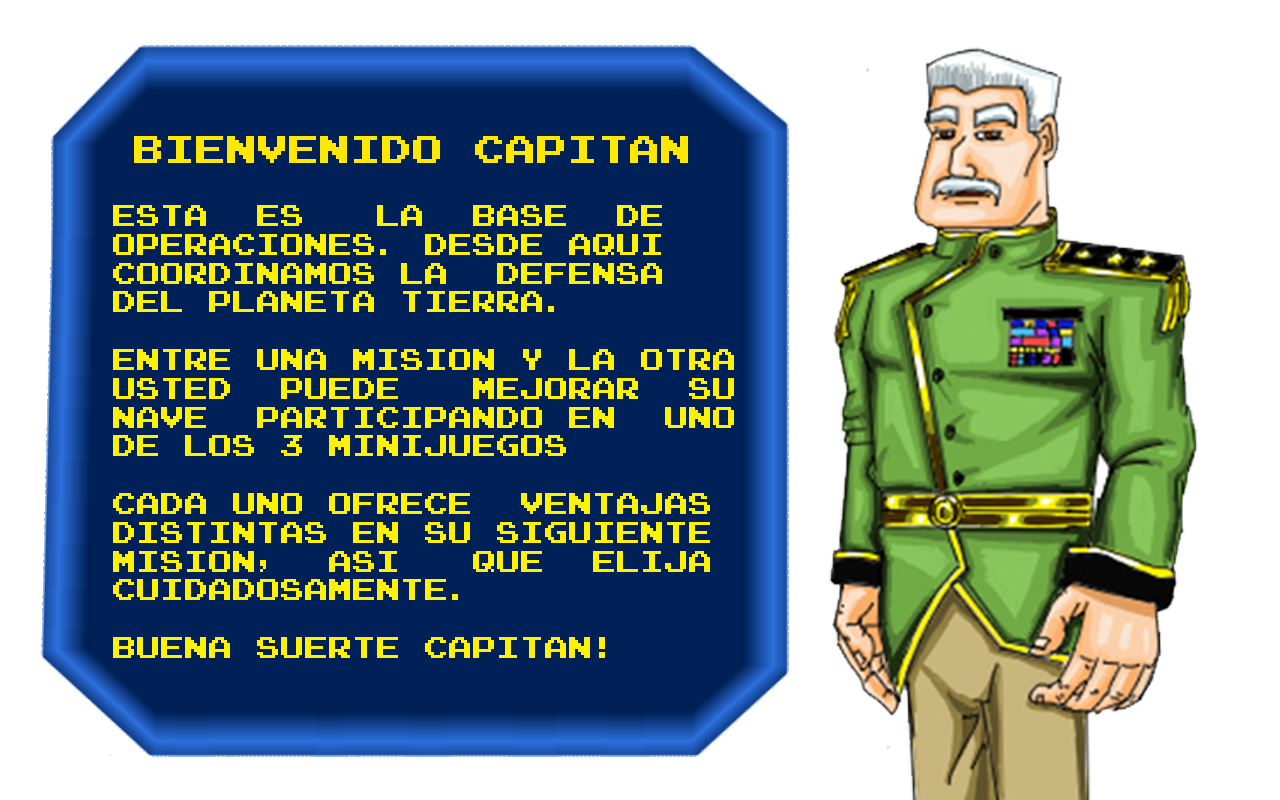 BIENVENIDO CAPITAN
ESTA ES LA BASE DE
OPERACIONES. DESDE AQUI
COORDINAMOS LA DEFENSA
DEL PLANETA TIERRA.
ENTRE UNA MISION Y LA OTRA
USTED PUEDE MEJORAR SU
NAVE PARTICIPANDO EN UNO
DE LOS 3 MINIJUEGOS
CADA UNO OFRECE VENTAJAS
DISTINTAS EN SU SIGUIENTE
MISION, ASI QUE ELIJA
CUIDADOSAMENTE.
BUENA SUERTE CAPITAN!